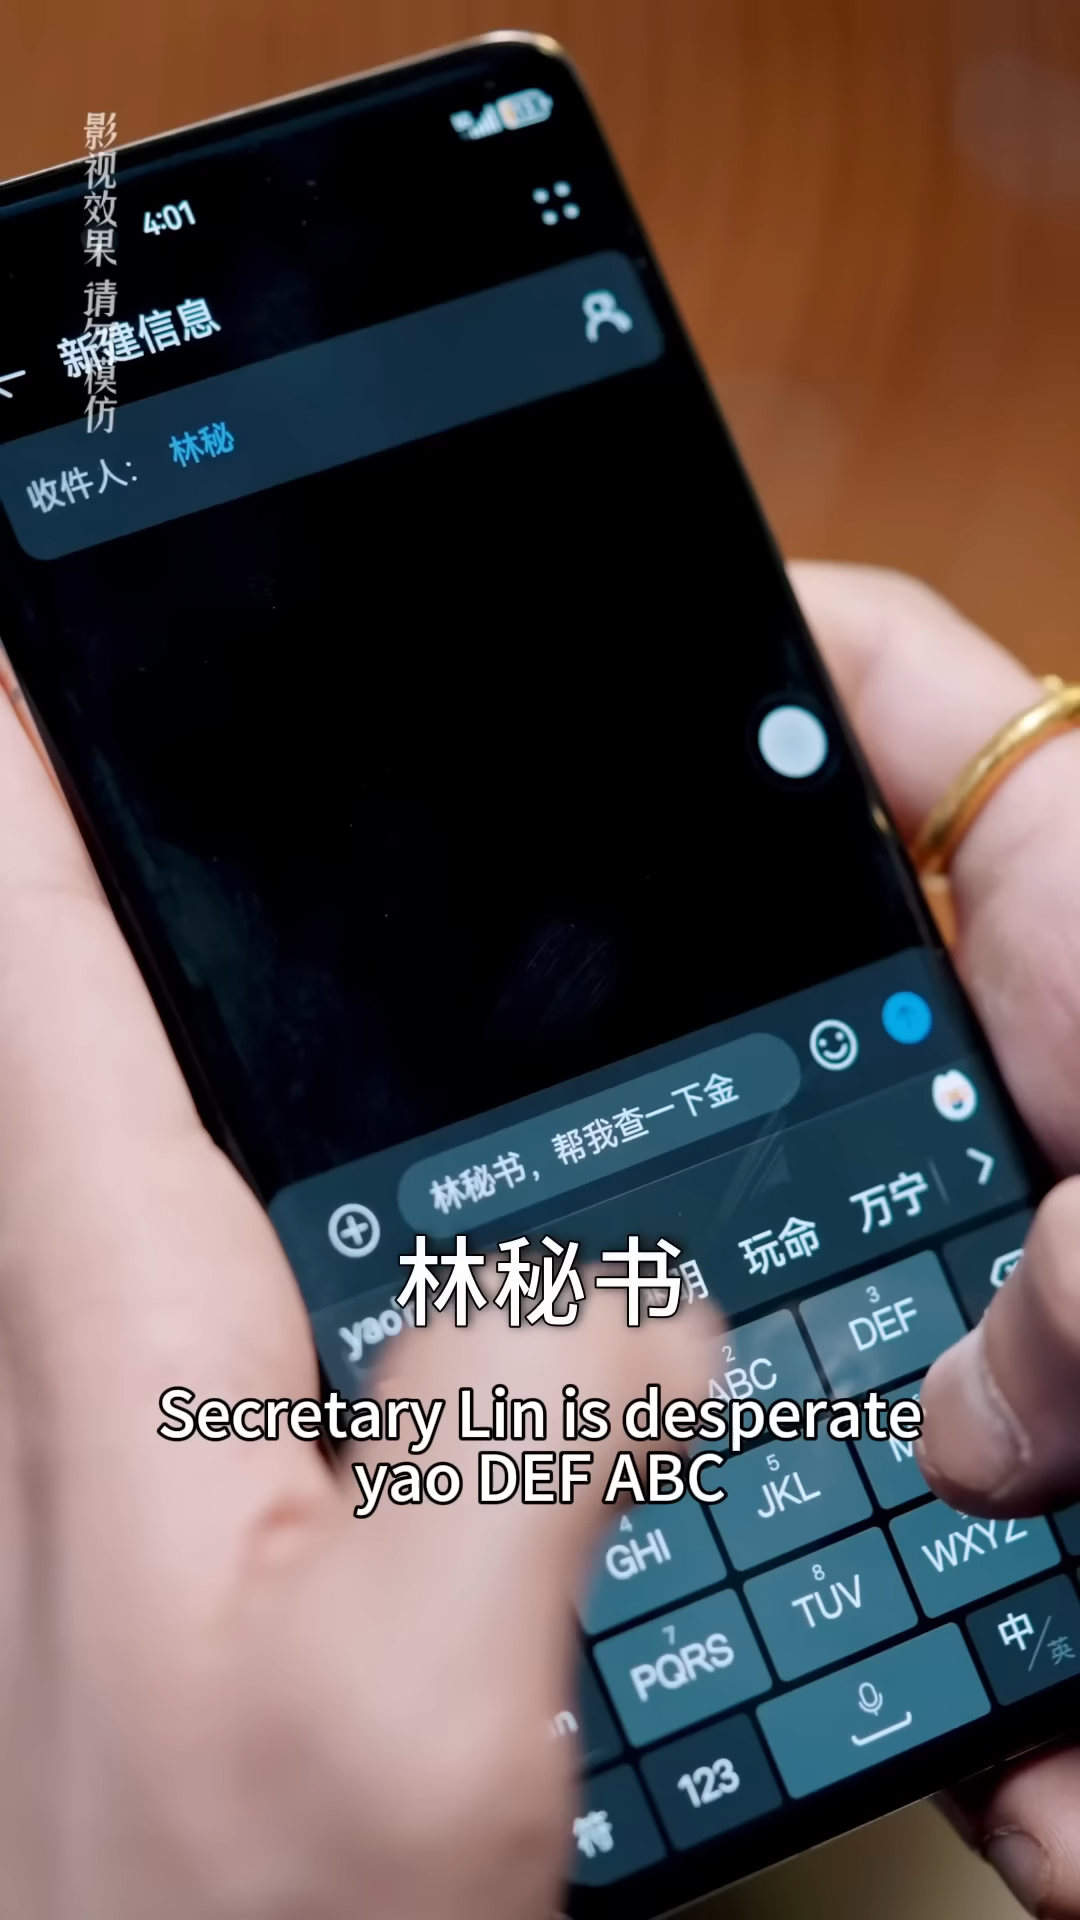 影视效果 请勿模仿
4:01
新建信息
收件人： 林秘
林秘书，帮我查一下金
玩命
万宁
林秘书
Secretary Lin is desperate
yao DEF ABC
2
ABC
3
DEF
4
GHI
5
JKL
7
PQRS
8
TUV
WXYZ
符
123
中/英